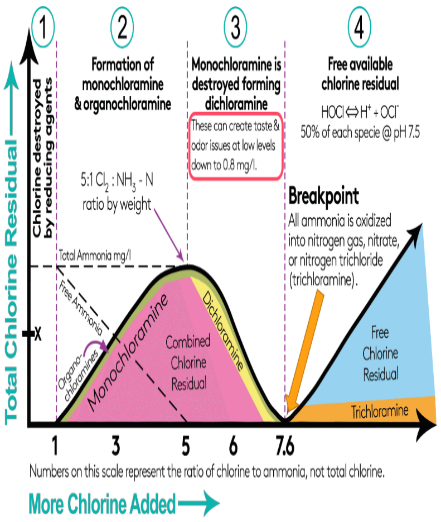 1
2
3
4
Chlorine destroyed
by reducing agents
Formation of
monochloramine
& organochloramine
Monochloramine is
destroyed forming
dichloramine
These can create taste &
odor issues at low levels
down to 0.8 mg/l.
Free available
chlorine residual
HOCl ⇔ H⁺ + OCl⁻
50% of each specie @ pH 7.5
5:1 Cl₂ : NH₃ - N
ratio by weight
Breakpoint
All ammonia is oxidized
into nitrogen gas, nitrate,
or nitrogen trichloride
(trichloramine).
Total Ammonia mg/l
Free Ammonia
Organo-
chloramines
Monochloramine
Combined
Chlorine
Residual
Dichloramine
Free
Chlorine
Residual
Trichloramine
Total Chlorine Residual
X
1 3 5 6 7.6
Numbers on this scale represent the ratio of chlorine to ammonia, not total chlorine.
More Chlorine Added